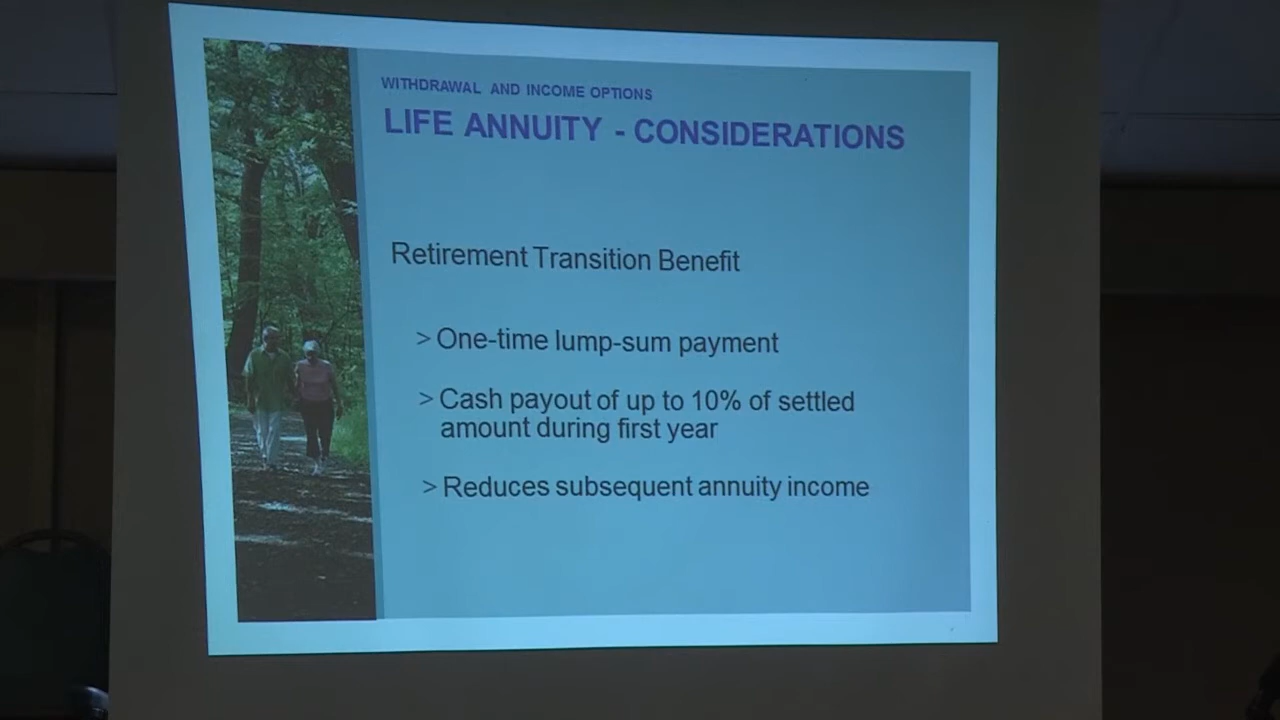 WITHDRAWAL AND INCOME OPTIONS
LIFE ANNUITY - CONSIDERATIONS
Retirement Transition Benefit
> One-time lump-sum payment
> Cash payout of up to 10% of settled
amount during first year
> Reduces subsequent annuity income